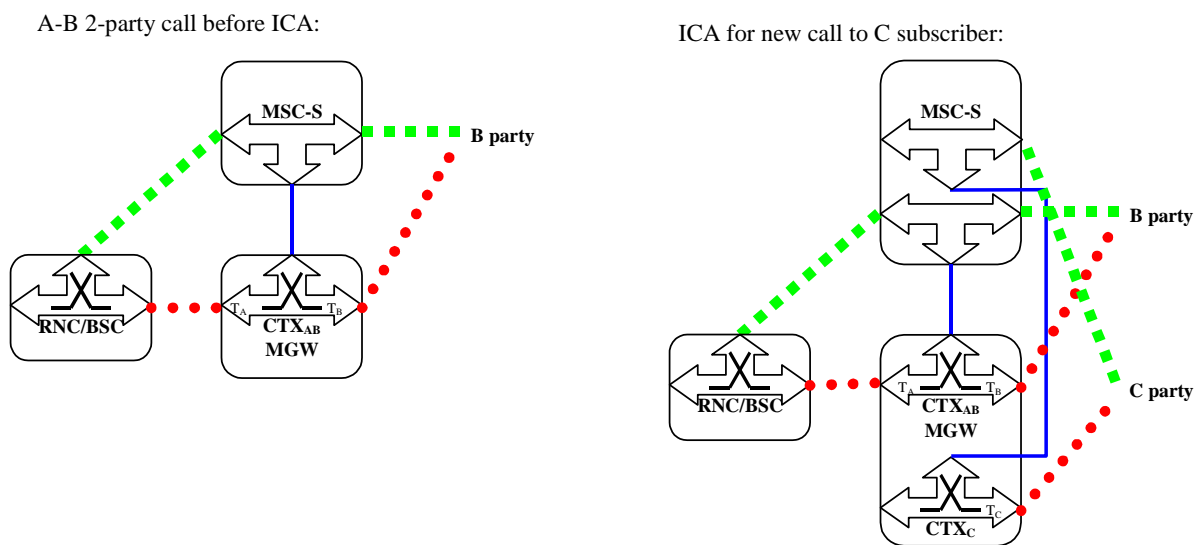 A-B 2-party call before ICA:
MSC-S
B party
RNC/BSC
TA
TB
CTXAB
MGW
ICA for new call to C subscriber:
MSC-S
B party
RNC/BSC
TA
TB
CTXAB
MGW
C party
TC
CTXC